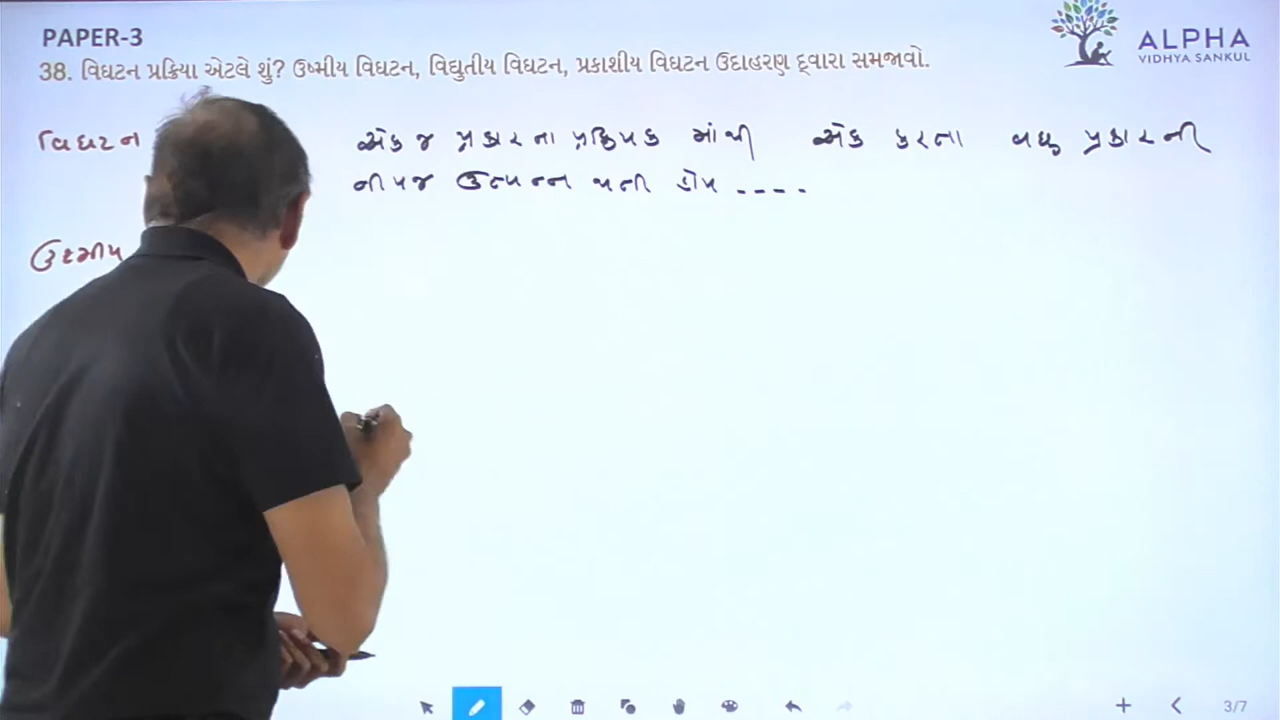 PAPER-3
38. વિઘટન પ્રક્રિયા એટલે શું? ઉષ્મીય વિઘટન, વિદ્યુતીય વિઘટન, પ્રકાશીય વિઘટન ઉદાહરણ દ્વારા સમજાવો.
ALPHA
VIDHYA SANKUL
વિઘટન
એક જ પ્રકારના પ્રક્રિયક માંથી એક કરતા વધુ પ્રકારની
નીપજ ઉત્પન્ન થતી હોય ----
ઉષ્મીય
3/7